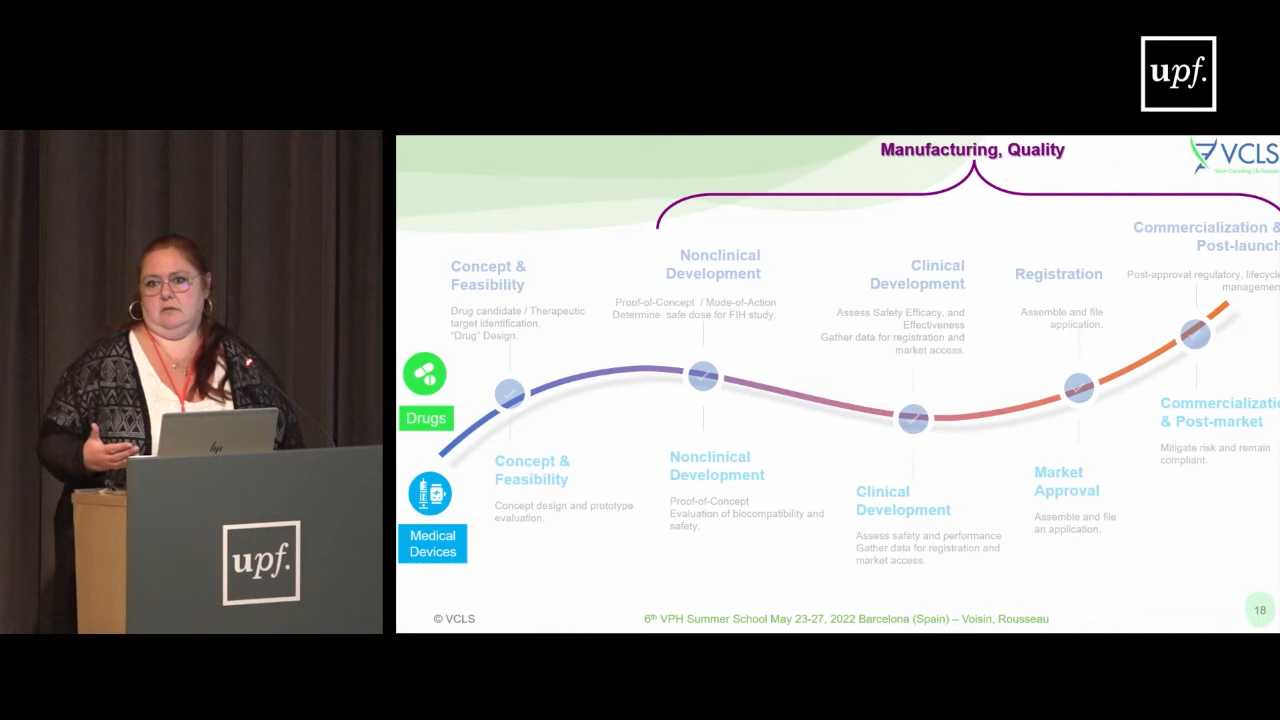 upf.
Manufacturing, Quality
VCLS
Concept &
Feasibility
Drug candidate / Therapeutic
target identification.
"Drug" Design.
Nonclinical
Development
Proof-of-Concept / Mode-of-Action
Determine safe dose for FIH study.
Clinical
Development
Assess Safety Efficacy, and
Effectiveness
Gather data for registration and
market access.
Registration
Assemble and file
application.
Commercialization &
Post-launch
Post-approval regulatory, lifecycle
management
Drugs
Medical
Devices
Concept &
Feasibility
Concept design and prototype
evaluation.
Nonclinical
Development
Proof-of-Concept
Evaluation of biocompatibility and
safety.
Clinical
Development
Assess safety and performance
Gather data for registration and
market access.
Market
Approval
Assemble and file
an application.
Commercializatio
& Post-market
Mitigate risk and remain
compliant.
hp
upf.
© VCLS
6th VPH Summer School May 23-27, 2022 Barcelona (Spain) – Voisin, Rousseau
18